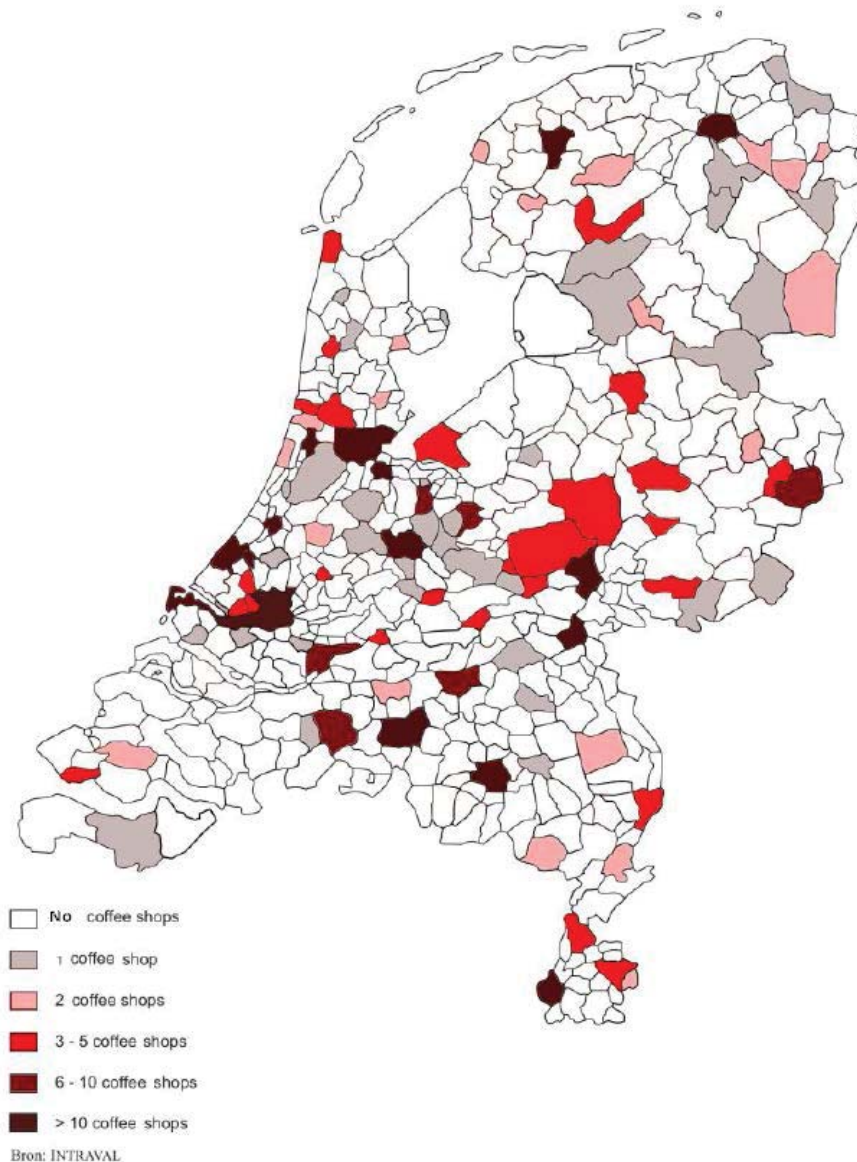 No coffee shops
1 coffee shop
2 coffee shops
3 - 5 coffee shops
6 - 10 coffee shops
> 10 coffee shops
Bron: INTRAVAL